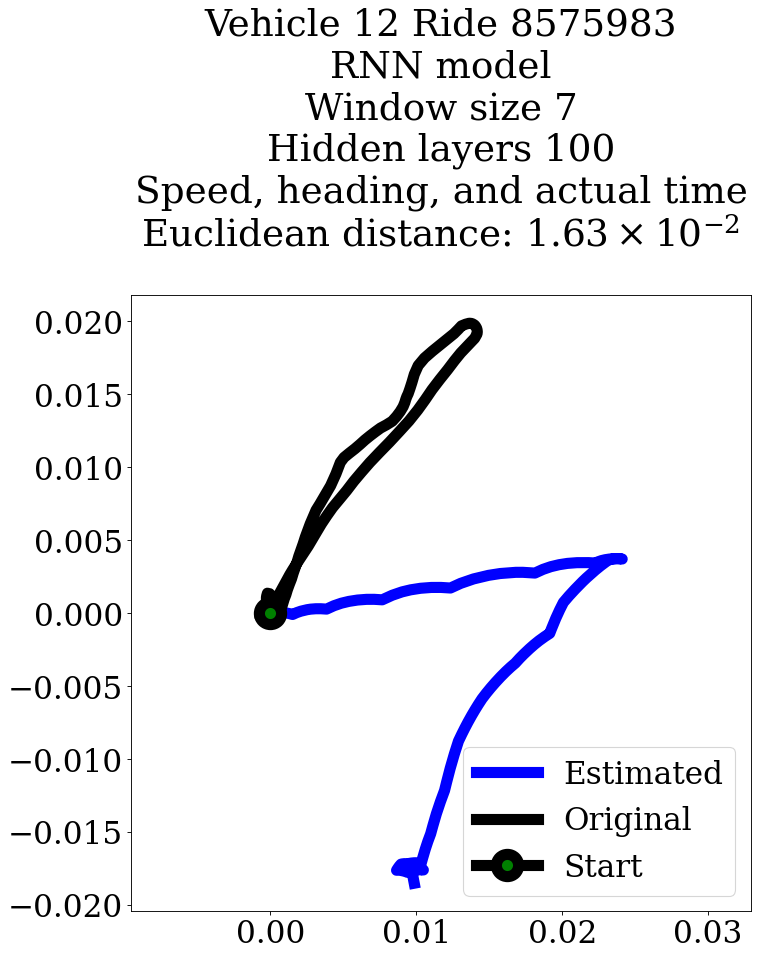 Vehicle 12 Ride 8575983
RNN model
Window size 7
Hidden layers 100
Speed, heading, and actual time
Euclidean distance: 1.63 × 10⁻²
0.020
0.015
0.010
0.005
0.000
−0.005
−0.010
−0.015
−0.020
Estimated
Original
Start
0.00 0.01 0.02 0.03